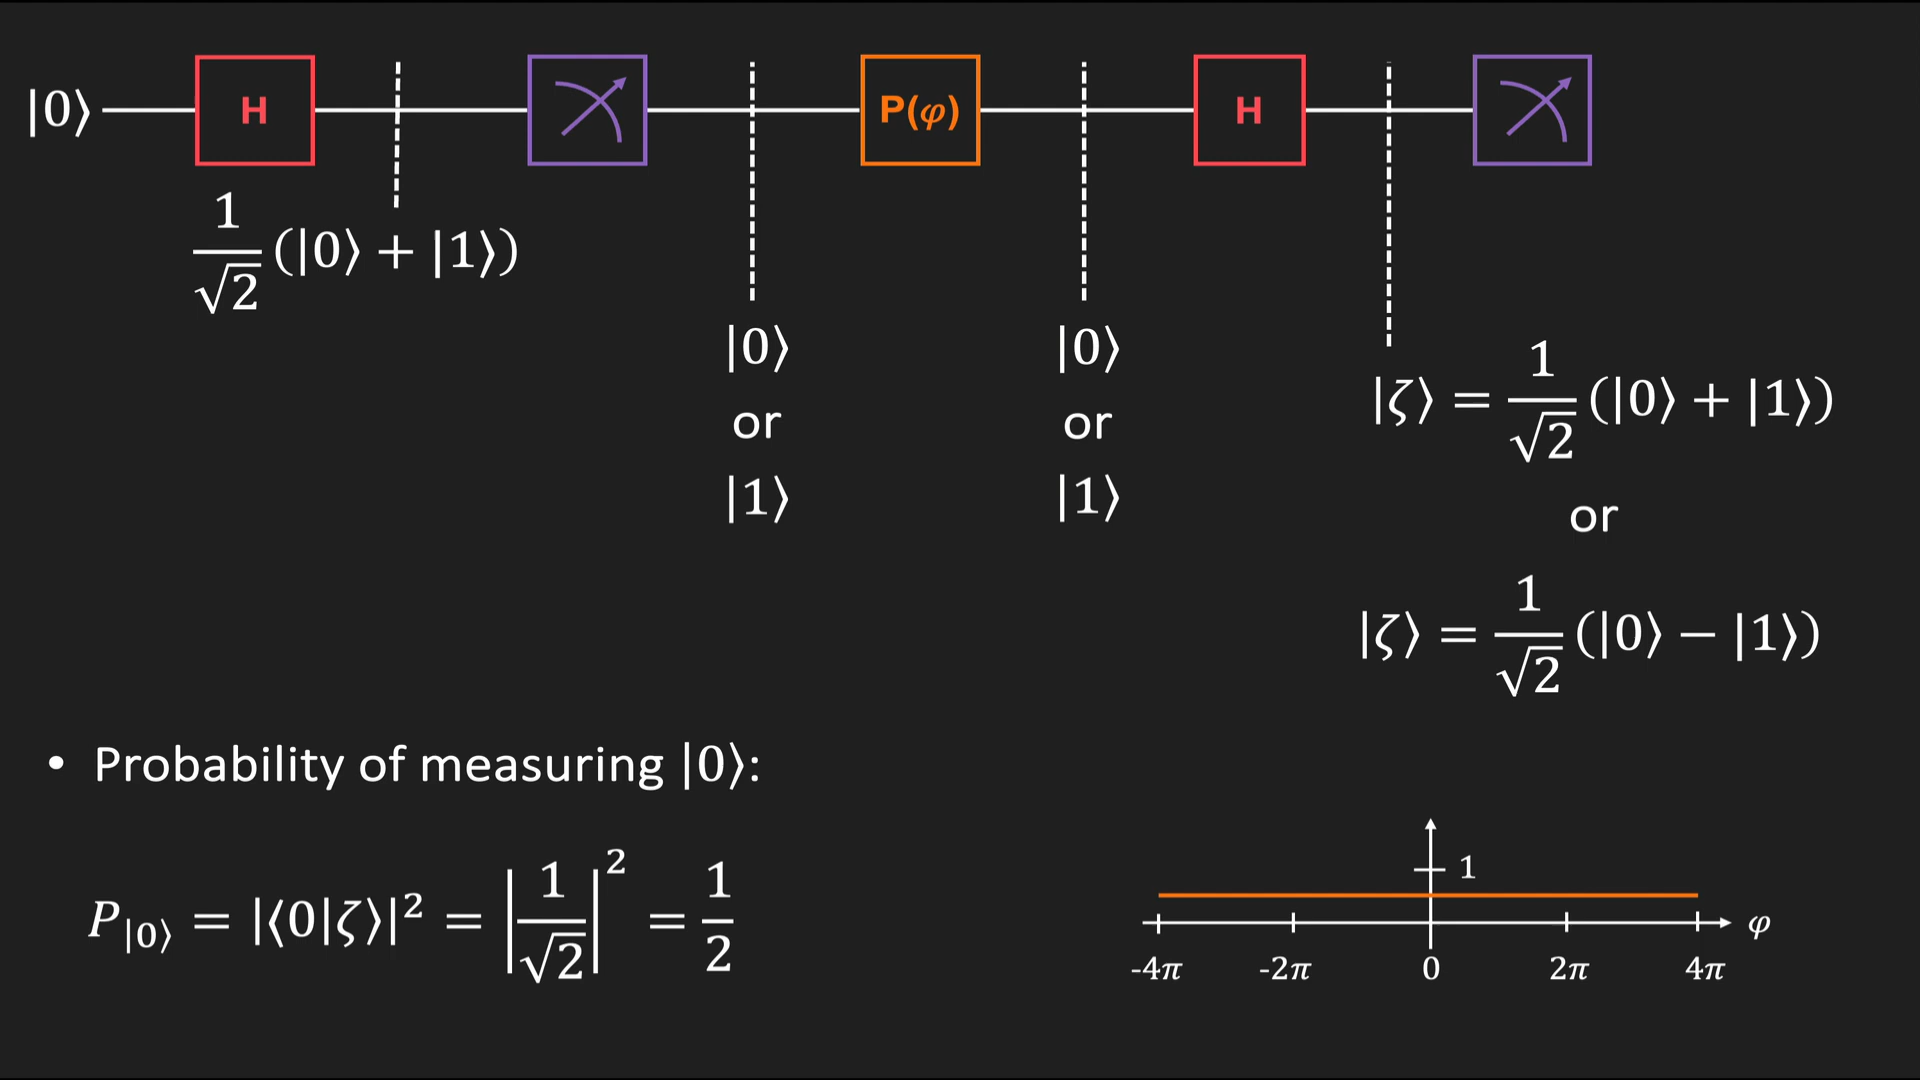 |0⟩ H P(φ) H
1/√2 (|0⟩ + |1⟩)
|0⟩ |0⟩
or or
|1⟩ |1⟩
|ζ⟩ = 1/√2 (|0⟩ + |1⟩)
or
|ζ⟩ = 1/√2 (|0⟩ − |1⟩)
• Probability of measuring |0⟩:
P|0⟩ = |⟨0|ζ⟩|² = |1/√2|² = 1/2
1
φ
-4π -2π 0 2π 4π